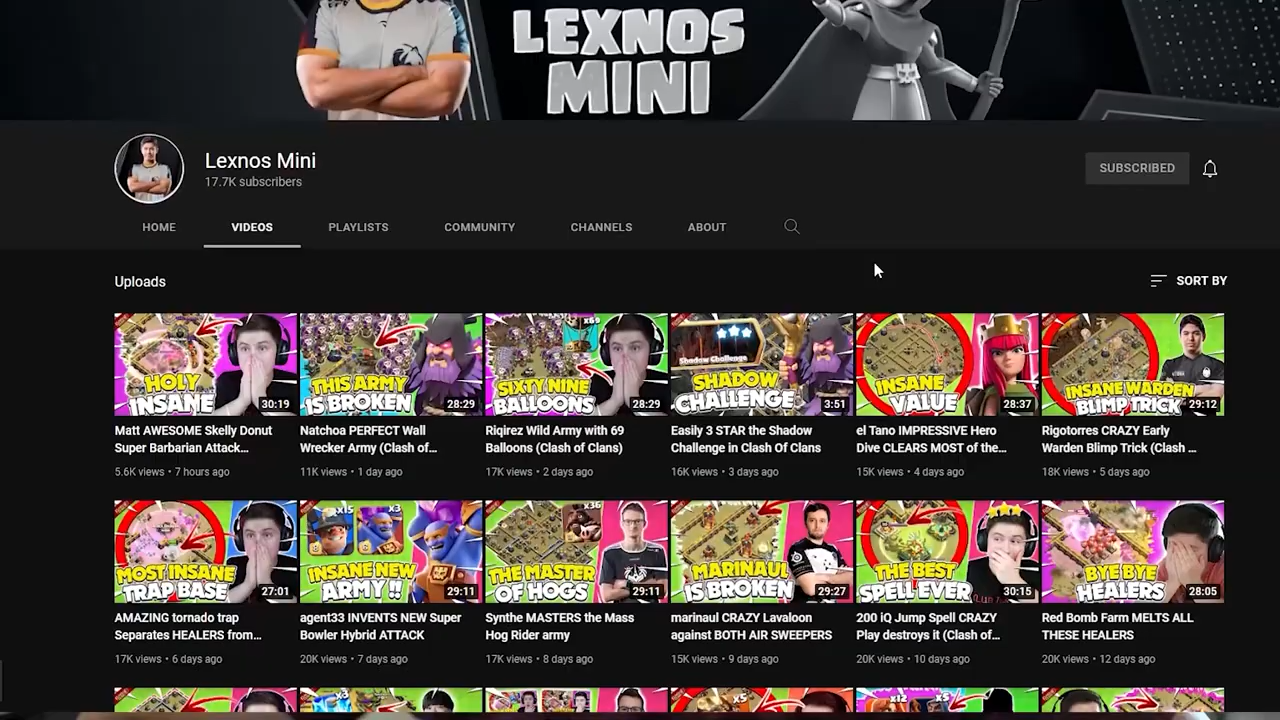 LEXNOS
MINI
Lexnos Mini
17.7K subscribers
SUBSCRIBED
HOME
VIDEOS
PLAYLISTS
COMMUNITY
CHANNELS
ABOUT
Uploads
SORT BY
HOLY
INSANE
30:19
THIS ARMY
IS BROKEN
28:29
x69
SIXTY NINE
BALLOONS
28:29
Shadow Challenge
SHADOW
CHALLENGE
3:51
INSANE
VALUE
28:37
INSANE WARDEN
BLIMP TRICK
29:12
Matt AWESOME Skelly Donut
Super Barbarian Attack...
5.6K views • 7 hours ago
Natchoa PERFECT Wall
Wrecker Army (Clash of...
11K views • 1 day ago
Riqirez Wild Army with 69
Balloons (Clash of Clans)
17K views • 2 days ago
Easily 3 STAR the Shadow
Challenge in Clash Of Clans
16K views • 3 days ago
el Tano IMPRESSIVE Hero
Dive CLEARS MOST of the...
15K views • 4 days ago
Rigotorres CRAZY Early
Warden Blimp Trick (Clash ...
18K views • 5 days ago
MOST INSANE
TRAP BASE
27:01
x15
x3
INSANE NEW
ARMY !!
29:11
x36
THE MASTER
OF HOGS
29:11
MARINAUL
IS BROKEN
29:27
THE BEST
SPELL EVER
30:15
BYE BYE
HEALERS
28:05
AMAZING tornado trap
Separates HEALERS from...
17K views • 6 days ago
agent33 INVENTS NEW Super
Bowler Hybrid ATTACK
20K views • 7 days ago
Synthe MASTERS the Mass
Hog Rider army
17K views • 8 days ago
marinaul CRAZY Lavaloon
against BOTH AIR SWEEPERS
15K views • 9 days ago
200 iQ Jump Spell CRAZY
Play destroys it (Clash of...
20K views • 10 days ago
Red Bomb Farm MELTS ALL
THESE HEALERS
20K views • 12 days ago
x3
x5
x12
x5